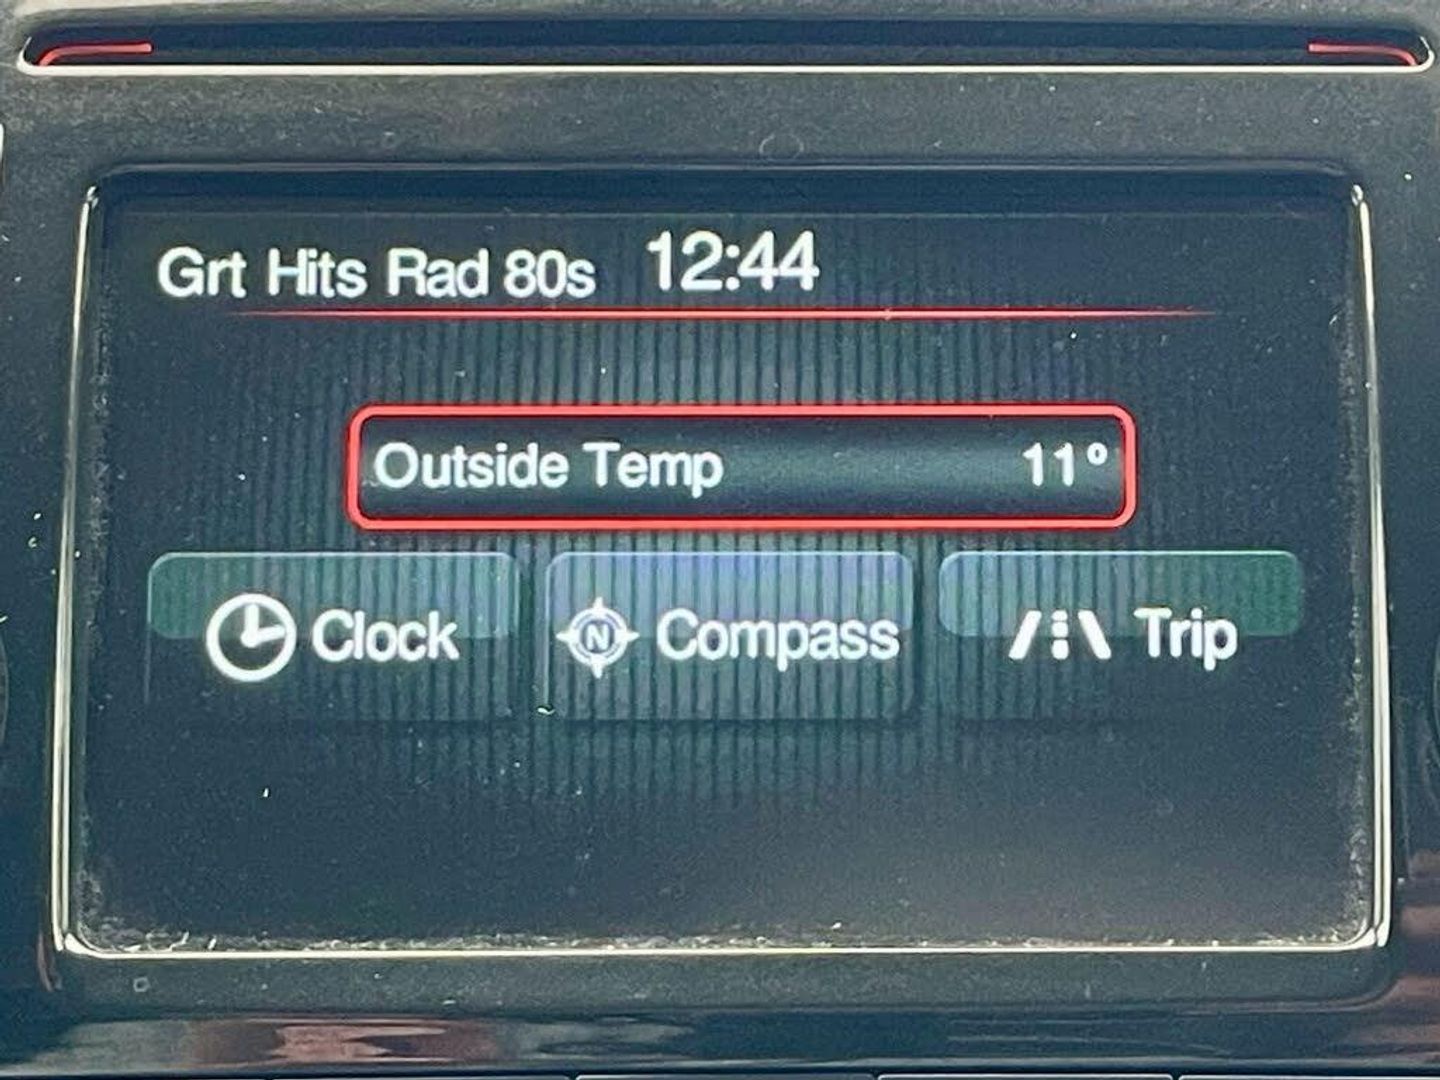 Grt Hits Rad 80s 12:44
Outside Temp 11°
Clock N Compass Trip